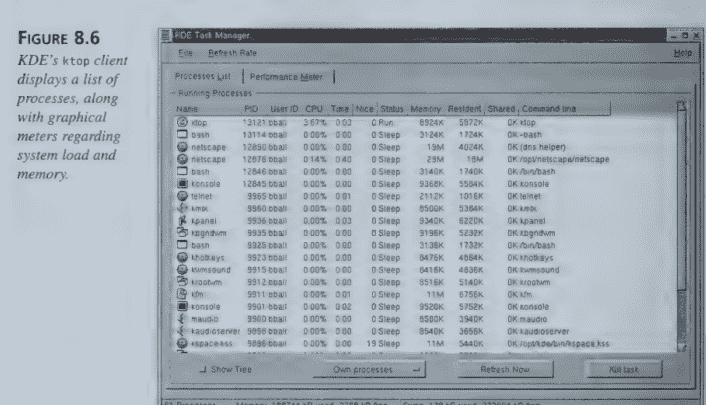 FIGURE 8.6
KDE's ktop client
displays a list of
processes, along
with graphical
meters regarding
system load and
memory.
KDE Task Manager
File Refresh Rate Help
Processes List Performance Meter
Running Processes
Name PID User ID CPU Time Nice Status Memory Resident Shared Command line
ktop 13121 bball 3.67% 0:03 0 Run 8924K 5972K 0K ktop
bash 13114 bball 0.00% 0:00 0 Sleep 3124K 1724K 0K -bash
netscape 12890 bball 0.00% 0:00 0 Sleep 19M 4024K 0K (dns helper)
netscape 12878 bball 0.14% 0:40 0 Sleep 29M 18M 0K /opt/netscape/netscape
bash 12846 bball 0.00% 0:00 0 Sleep 3140K 1740K 0K /bin/bash
konsole 12845 bball 0.00% 0:00 0 Sleep 9368K 5584K 0K konsole
telnet 9965 bball 0.00% 0:01 0 Sleep 2112K 1016K 0K telnet
kmix 9960 bball 0.00% 0:00 0 Sleep 8500K 5364K 0K kmix
kpanel 9936 bball 0.00% 0:03 0 Sleep 9340K 6220K 0K kpanel
kbgndwm 9935 bball 0.00% 0:00 0 Sleep 9196K 5232K 0K kbgndwm
bash 9925 bball 0.00% 0:00 0 Sleep 3136K 1732K 0K /bin/bash
khotkeys 9923 bball 0.00% 0:00 0 Sleep 8476K 4884K 0K khotkeys
kwmsound 9915 bball 0.00% 0:00 0 Sleep 8416K 4836K 0K kwmsound
krootwm 9912 bball 0.00% 0:00 0 Sleep 8516K 5140K 0K krootwm
kfm 9911 bball 0.00% 0:01 0 Sleep 11M 6756K 0K kfm
konsole 9901 bball 0.00% 0:02 0 Sleep 9520K 5752K 0K konsole
maudio 9900 bball 0.00% 0:00 0 Sleep 8580K 3940K 0K maudio
kaudioserver 9898 bball 0.00% 0:00 0 Sleep 8540K 3656K 0K kaudioserver
kspace.kss 9896 bball 0.00% 0:00 19 Sleep 11M 5440K 0K /opt/kde/bin/kspace.kss
Show Tree Own processes Refresh Now Kill task